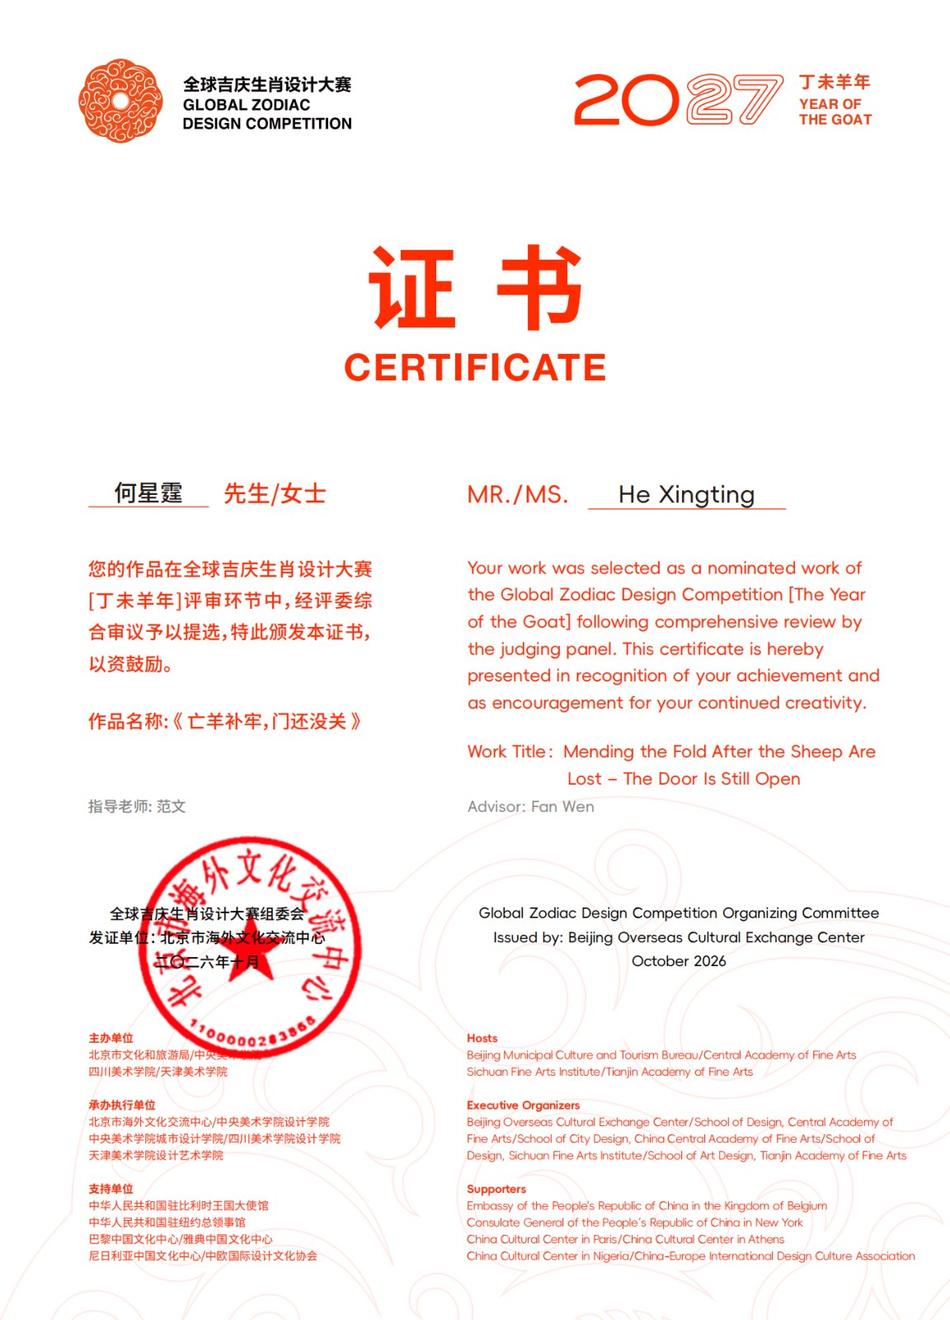 全球吉庆生肖设计大赛
GLOBAL ZODIAC
DESIGN COMPETITION
2027
丁未羊年
YEAR OF
THE GOAT
证书
CERTIFICATE
何星霆 先生/女士
您的作品在全球吉庆生肖设计大赛
[丁未羊年]评审环节中,经评委综
合审议予以提选,特此颁发本证书,
以资鼓励。
作品名称:《 亡羊补牢,门还没关 》
指导老师: 范文
全球吉庆生肖设计大赛组委会
发证单位: 北京市海外文化交流中心
二〇二六年十月
北京市海外文化交流中心
1100000283868
主办单位
北京市文化和旅游局/中央美术学院
四川美术学院/天津美术学院
承办执行单位
北京市海外文化交流中心/中央美术学院设计学院
中央美术学院城市设计学院/四川美术学院设计学院
天津美术学院设计艺术学院
支持单位
中华人民共和国驻比利时王国大使馆
中华人民共和国驻纽约总领事馆
巴黎中国文化中心/雅典中国文化中心
尼日利亚中国文化中心/中欧国际设计文化协会
MR./MS. He Xingting
Your work was selected as a nominated work of
the Global Zodiac Design Competition [The Year
of the Goat] following comprehensive review by
the judging panel. This certificate is hereby
presented in recognition of your achievement and
as encouragement for your continued creativity.
Work Title: Mending the Fold After the Sheep Are
Lost – The Door Is Still Open
Advisor: Fan Wen
Global Zodiac Design Competition Organizing Committee
Issued by: Beijing Overseas Cultural Exchange Center
October 2026
Hosts
Beijing Municipal Culture and Tourism Bureau/Central Academy of Fine Arts
Sichuan Fine Arts Institute/Tianjin Academy of Fine Arts
Executive Organizers
Beijing Overseas Cultural Exchange Center/School of Design, Central Academy of
Fine Arts/School of City Design, China Central Academy of Fine Arts/School of
Design, Sichuan Fine Arts Institute/School of Art Design, Tianjin Academy of Fine Arts
Supporters
Embassy of the People's Republic of China in the Kingdom of Belgium
Consulate General of the People's Republic of China in New York
China Cultural Center in Paris/China Cultural Center in Athens
China Cultural Center in Nigeria/China-Europe International Design Culture Association